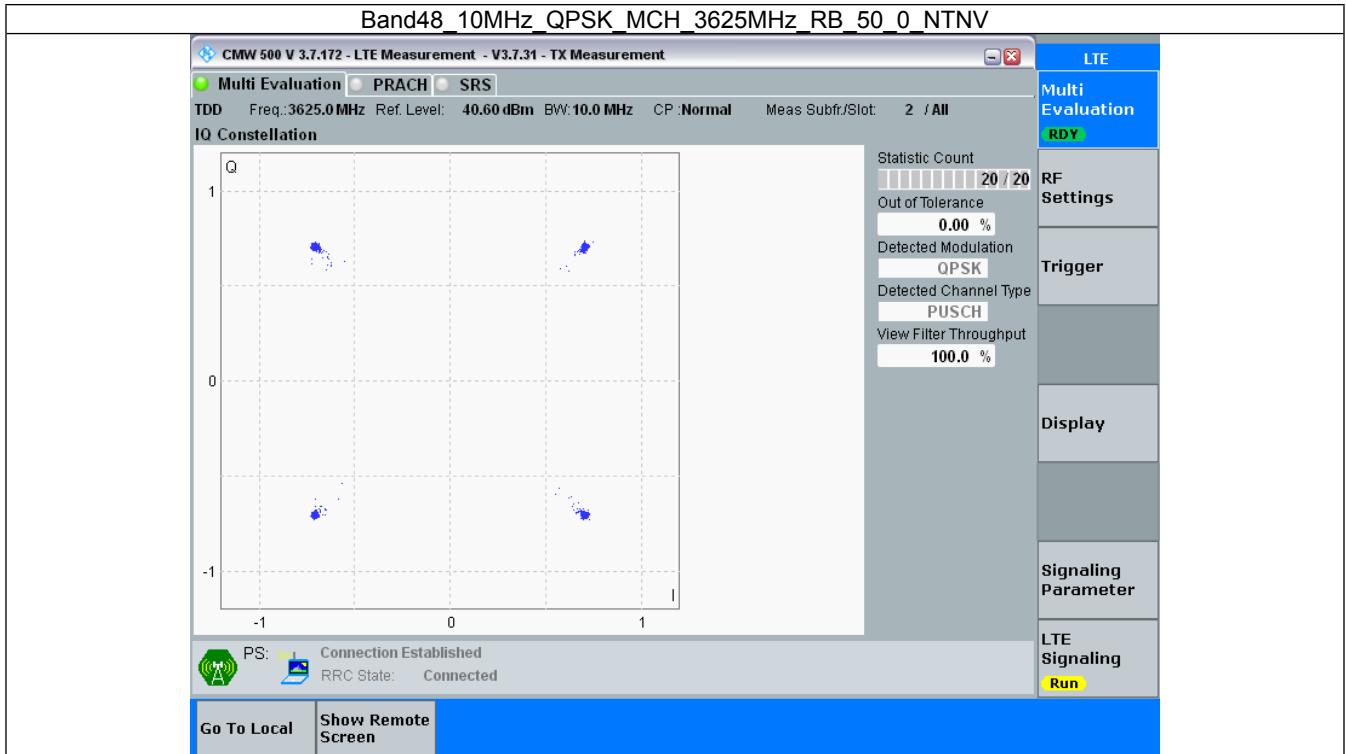 Band48_10MHz_QPSK_MCH_3625MHz_RB_50_0_NTNV
CMW 500 V 3.7.172 - LTE Measurement - V3.7.31 - TX Measurement
LTE
Multi Evaluation PRACH SRS
Multi
Evaluation
RDY
TDD Freq.:3625.0 MHz Ref. Level: 40.60 dBm BW:10.0 MHz CP :Normal Meas Subfr./Slot: 2 / All
IQ Constellation
Q
1
0
-1
-1 0 1
I
Statistic Count
20 / 20
Out of Tolerance
0.00 %
Detected Modulation
QPSK
Detected Channel Type
PUSCH
View Filter Throughput
100.0 %
RF
Settings
Trigger
Display
Signaling
Parameter
LTE
Signaling
Run
PS: Connection Established
RRC State: Connected
Go To Local
Show Remote
Screen